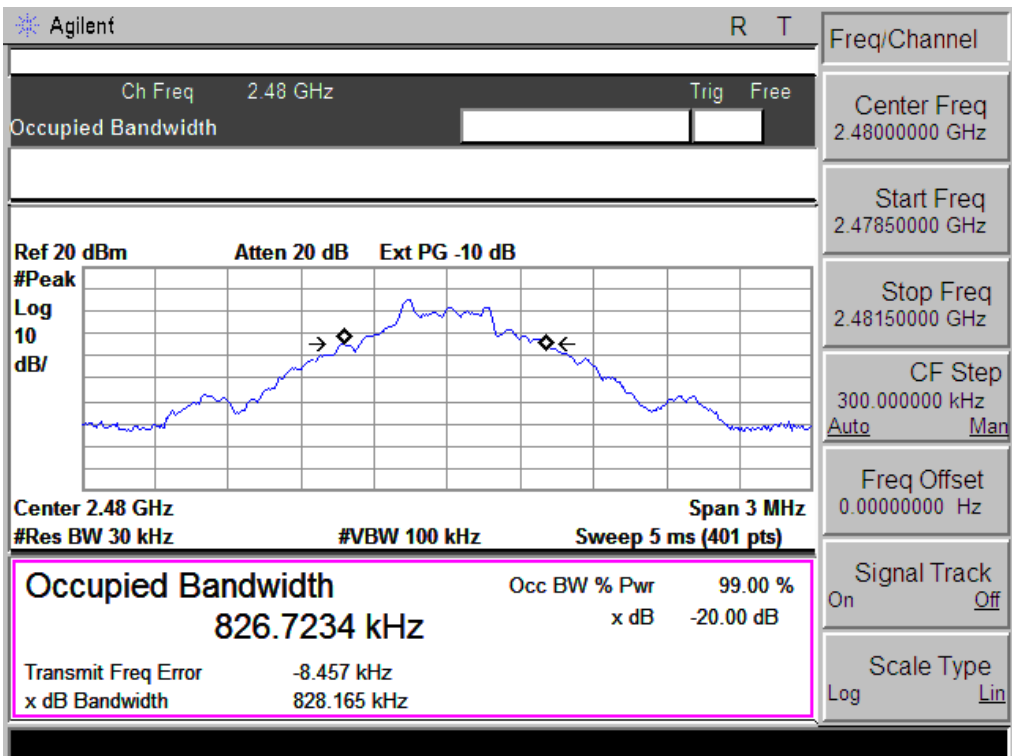 Agilent R T
Ch Freq 2.48 GHz Trig Free
Occupied Bandwidth
Ref 20 dBm Atten 20 dB Ext PG -10 dB
#Peak
Log
10
dB/
Center 2.48 GHz Span 3 MHz
#Res BW 30 kHz #VBW 100 kHz Sweep 5 ms (401 pts)
Occupied Bandwidth Occ BW % Pwr 99.00 %
826.7234 kHz x dB -20.00 dB
Transmit Freq Error -8.457 kHz
x dB Bandwidth 828.165 kHz
Freq/Channel
Center Freq
2.48000000 GHz
Start Freq
2.47850000 GHz
Stop Freq
2.48150000 GHz
CF Step
300.000000 kHz
Auto Man
Freq Offset
0.00000000 Hz
Signal Track
On Off
Scale Type
Log Lin